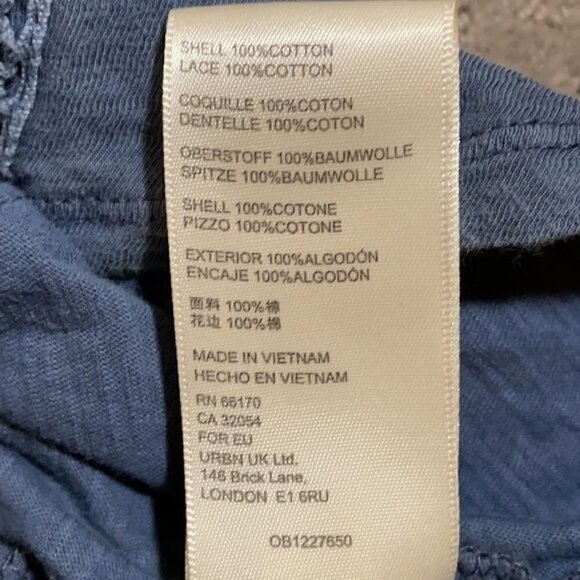 SHELL 100%COTTON
LACE 100%COTTON
COQUILLE 100%COTON
DENTELLE 100%COTON
OBERSTOFF 100%BAUMWOLLE
SPITZE 100%BAUMWOLLE
SHELL 100%COTONE
PIZZO 100%COTONE
EXTERIOR 100%ALGODÓN
ENCAJE 100%ALGODÓN
面料 100%棉
花边 100%棉
MADE IN VIETNAM
HECHO EN VIETNAM
RN 66170
CA 32054
FOR EU
URBN UK Ltd.
146 Brick Lane,
LONDON E1 6RU
OB1227650